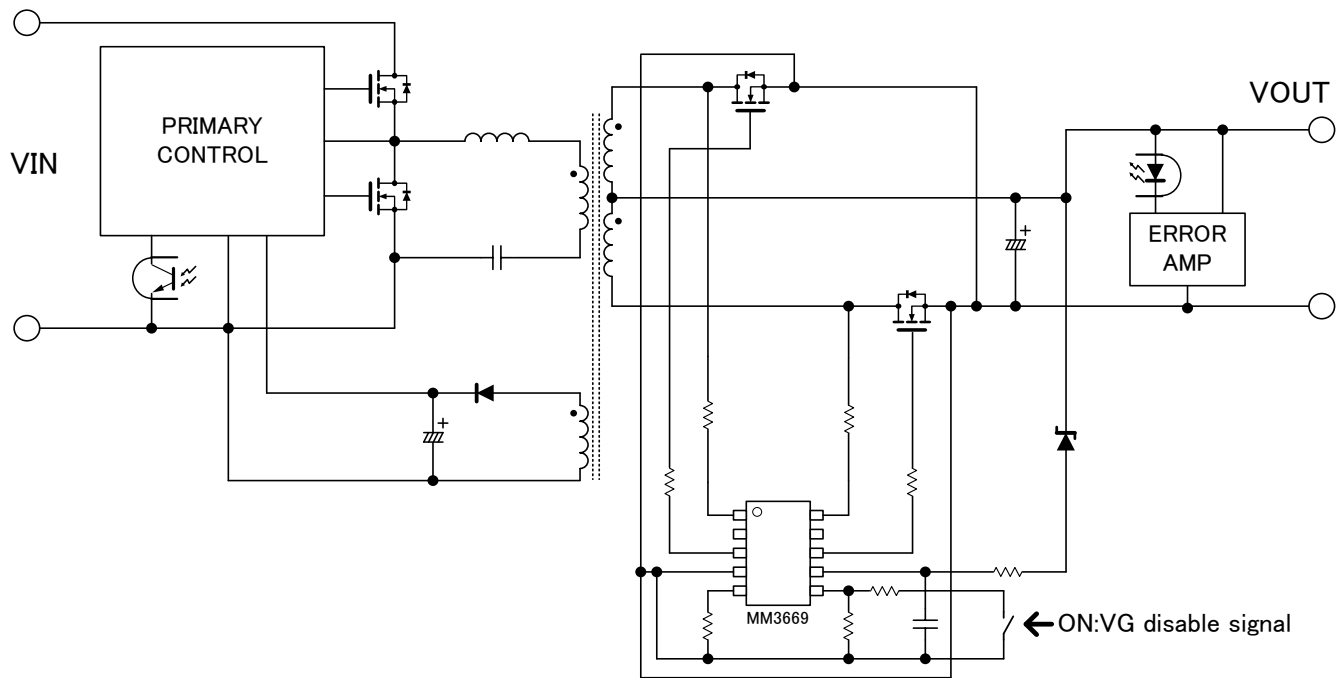 VIN
PRIMARY
CONTROL
VOUT
ERROR
AMP
+
+
MM3669
ON:VG disable signal